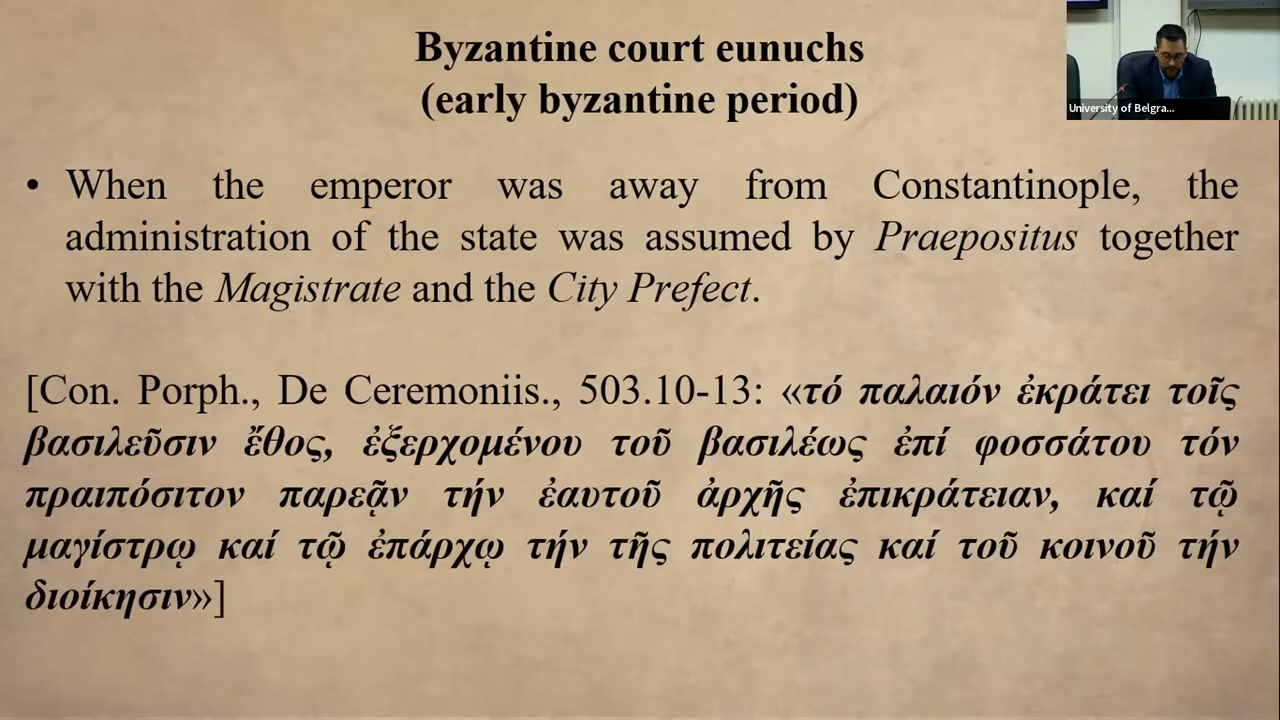 Byzantine court eunuchs
(early byzantine period)
University of Belgra...
• When the emperor was away from Constantinople, the
administration of the state was assumed by Praepositus together
with the Magistrate and the City Prefect.
[Con. Porph., De Ceremoniis., 503.10-13: «τό παλαιόν ἐκράτει τοῖς
βασιλεῦσιν ἔθος, ἐξερχομένου τοῦ βασιλέως ἐπί φοσσάτου τόν
πραιπόσιτον παρεᾷν τήν ἑαυτοῦ ἀρχῆς ἐπικράτειαν, καί τῷ
μαγίστρῳ καί τῷ ἐπάρχῳ τήν τῆς πολιτείας καί τοῦ κοινοῦ τήν
διοίκησιν»]